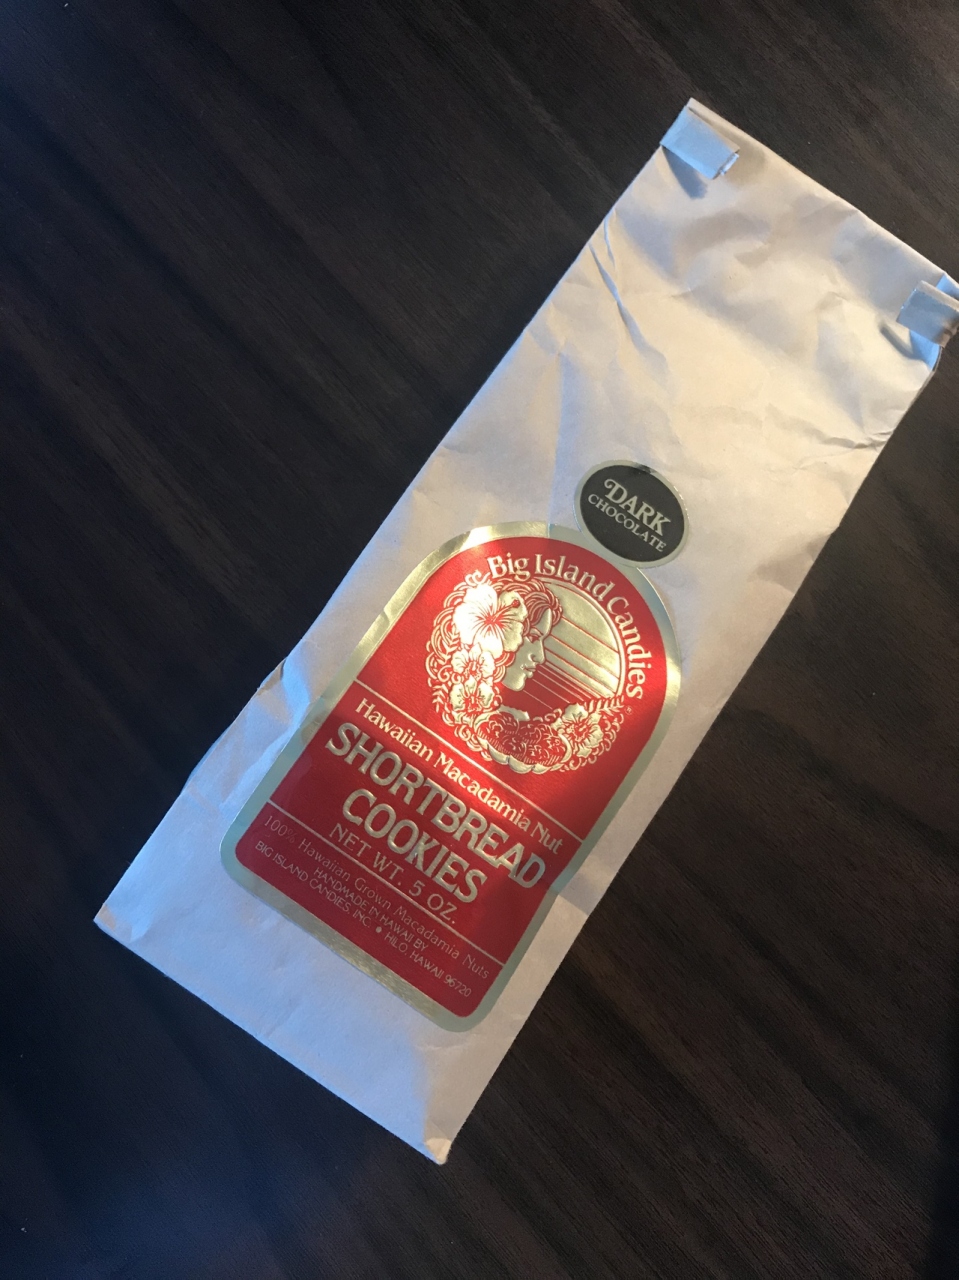 DARK
CHOCOLATE
Big Island Candies
Hawaiian Macadamia Nut
SHORTBREAD
COOKIES
NET WT. 5 OZ.
100% Hawaiian Grown Macadamia Nuts
HANDMADE IN HAWAII BY
BIG ISLAND CANDIES, INC. • HILO, HAWAII 96720